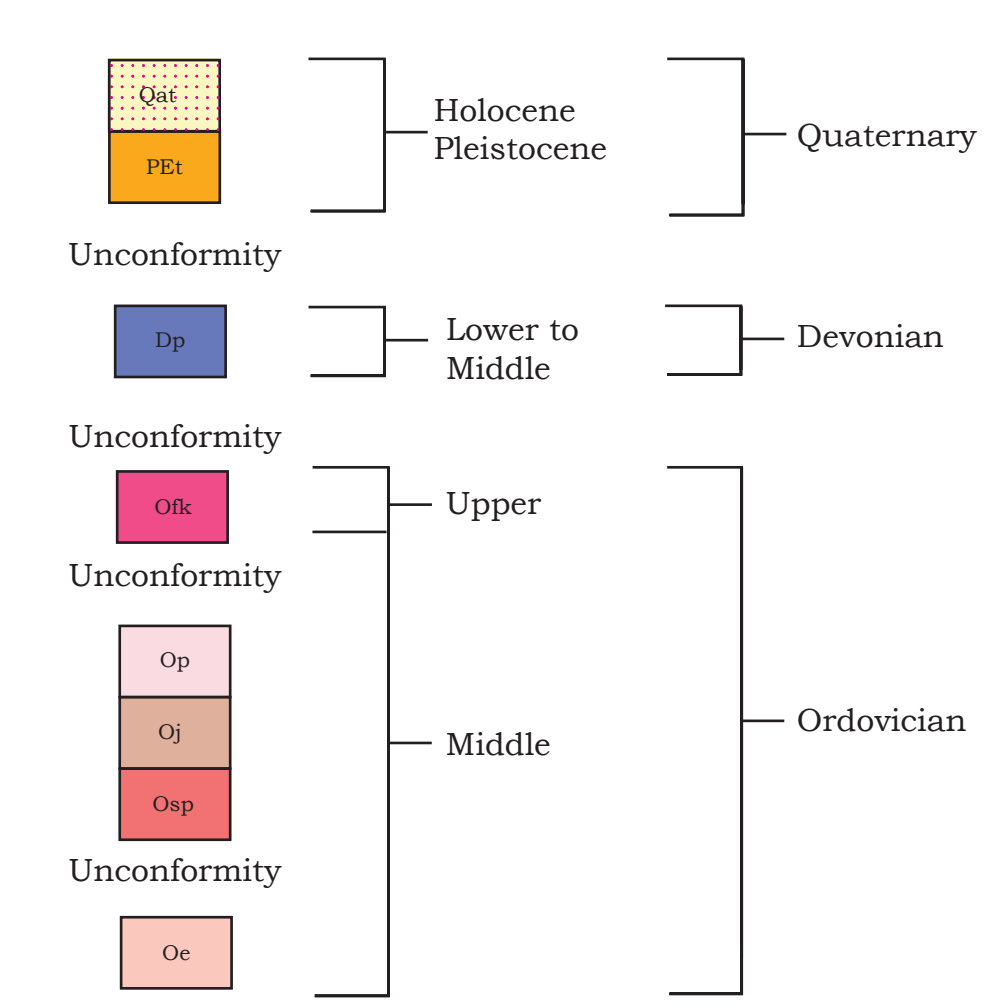 Qat
PEt
Holocene
Pleistocene
Quaternary
Unconformity
Dp
Lower to
Middle
Devonian
Unconformity
Ofk
Upper
Unconformity
Op
Oj
Osp
Middle
Ordovician
Unconformity
Oe